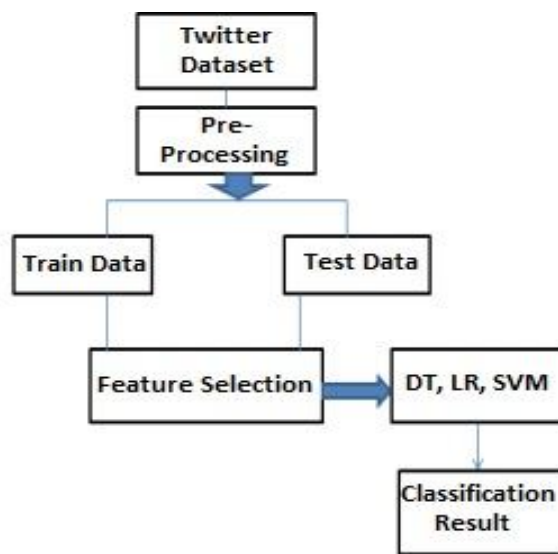 Twitter
Dataset
Pre-
Processing
Train Data
Test Data
Feature Selection
DT, LR, SVM
Classification
Result